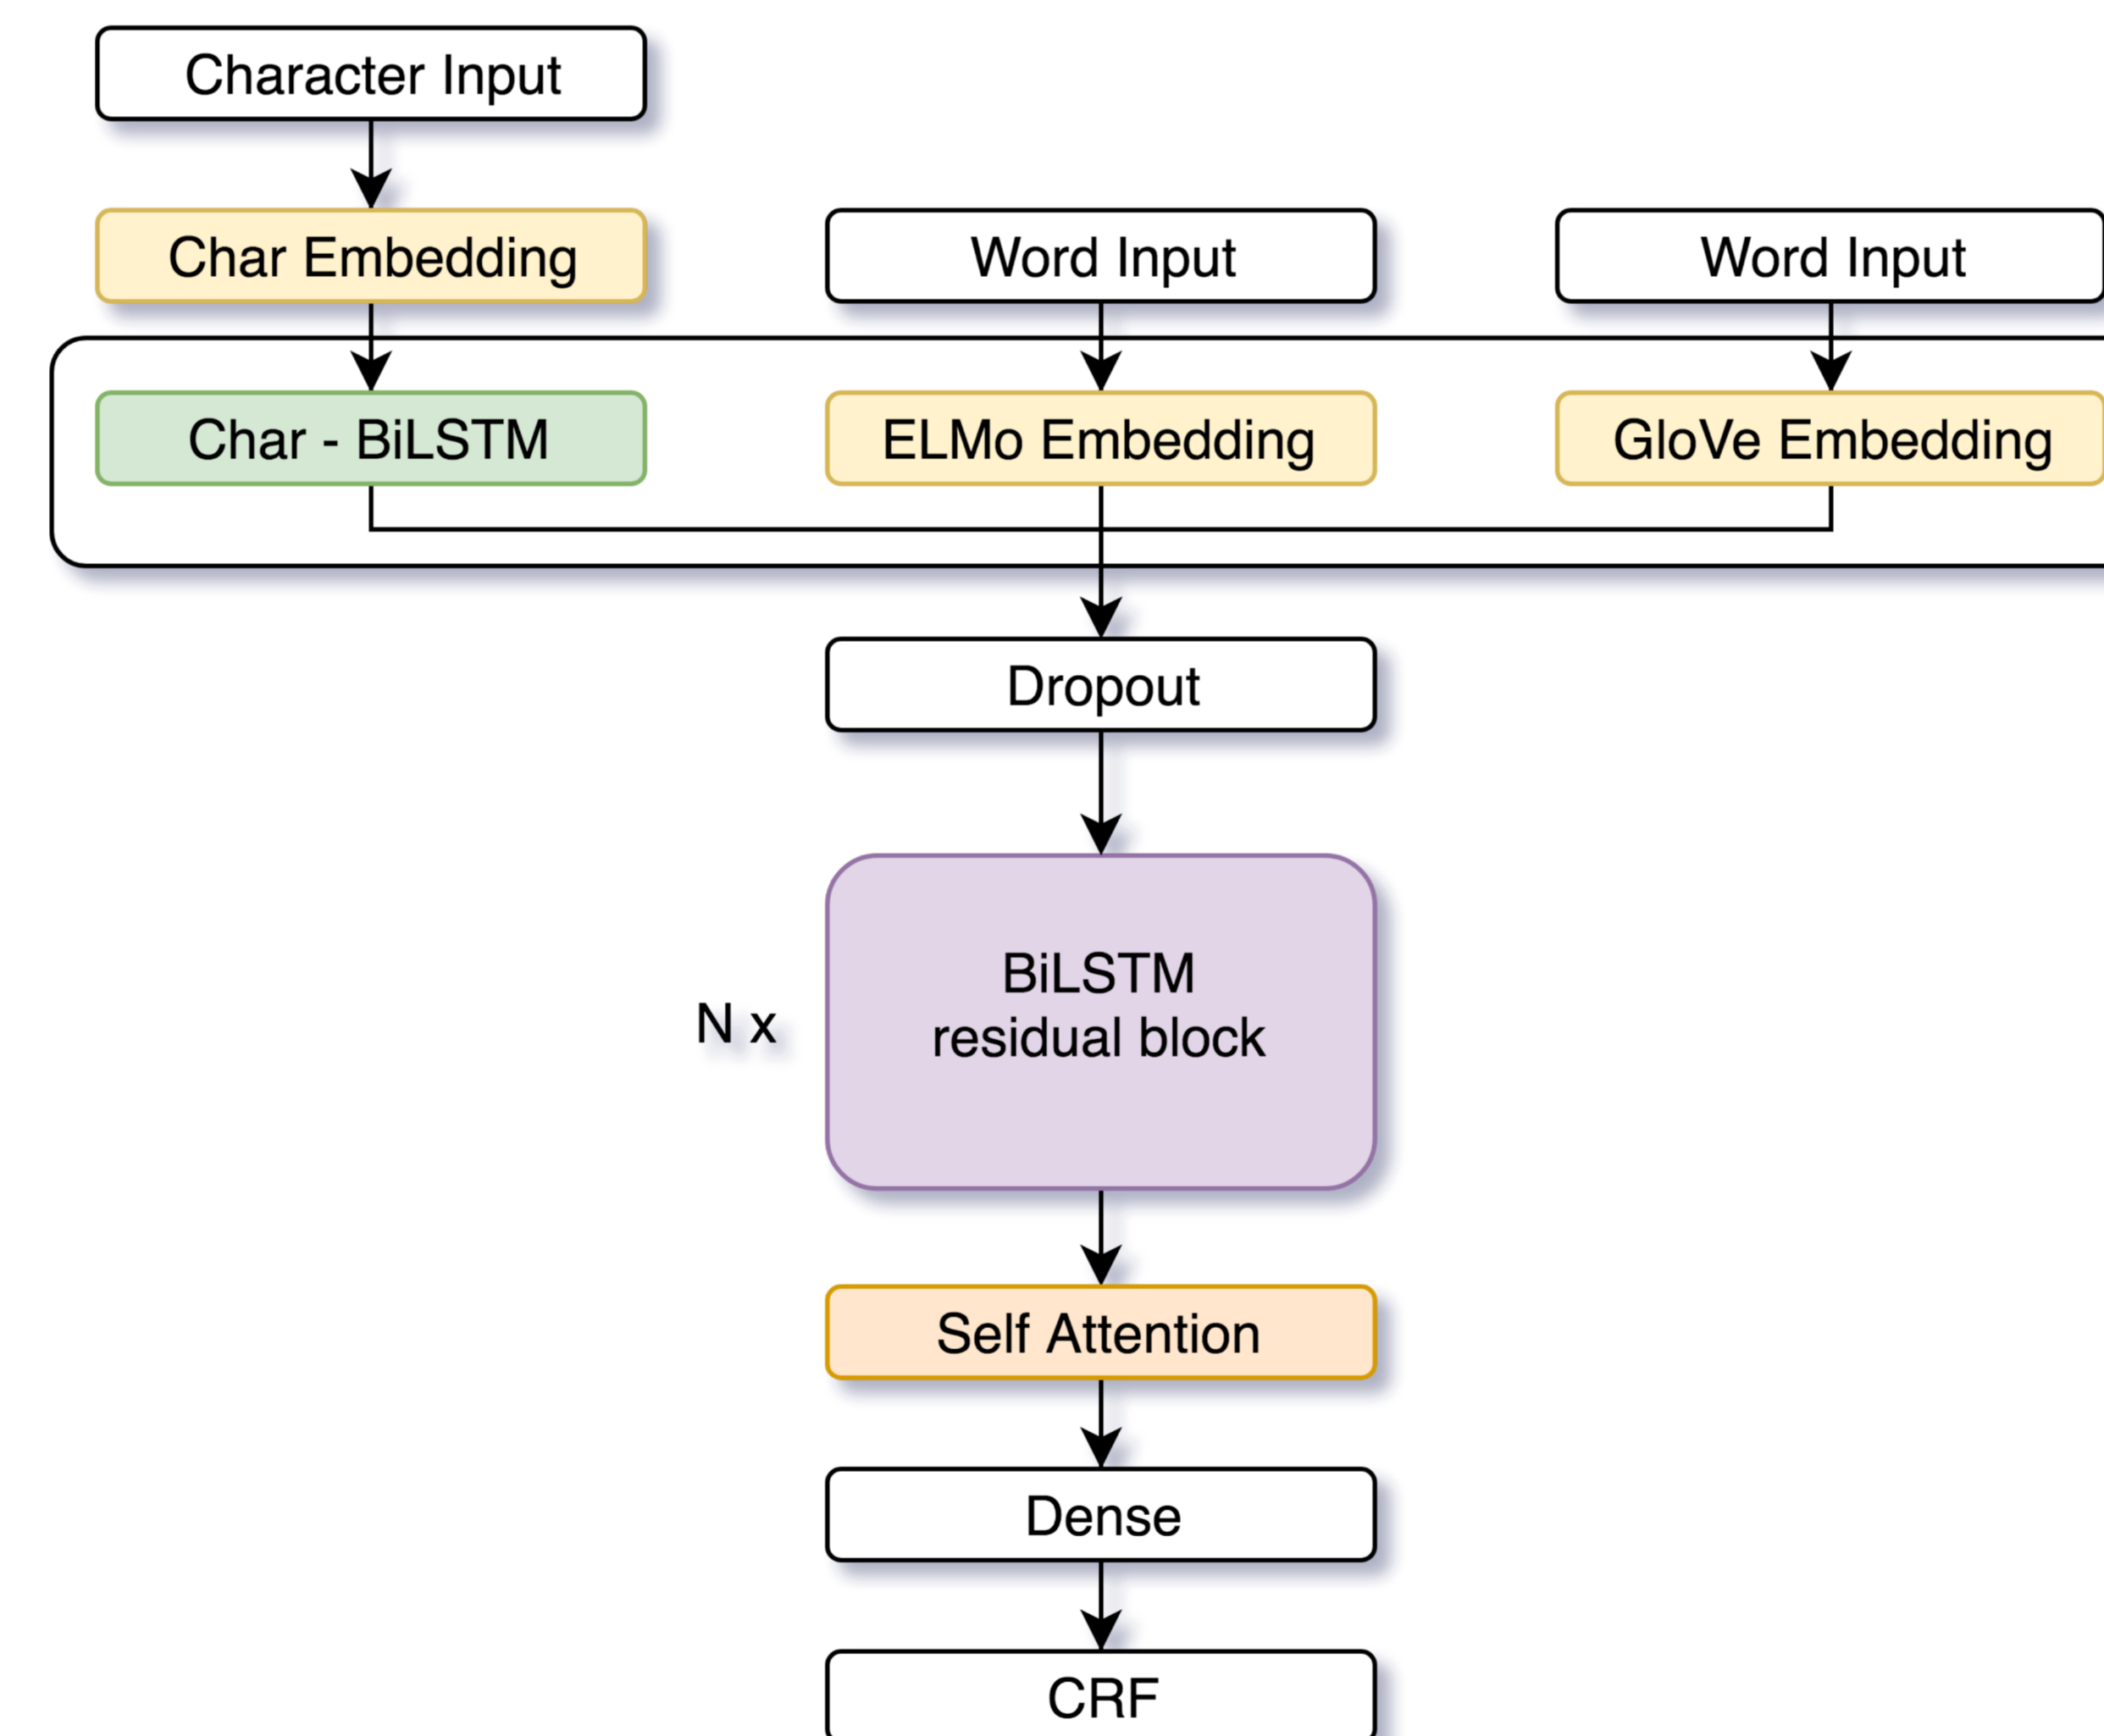 Character Input
Char Embedding
Word Input
Word Input
Char - BiLSTM
ELMo Embedding
GloVe Embedding
Dropout
BiLSTM
residual block
N x
Self Attention
Dense
CRF